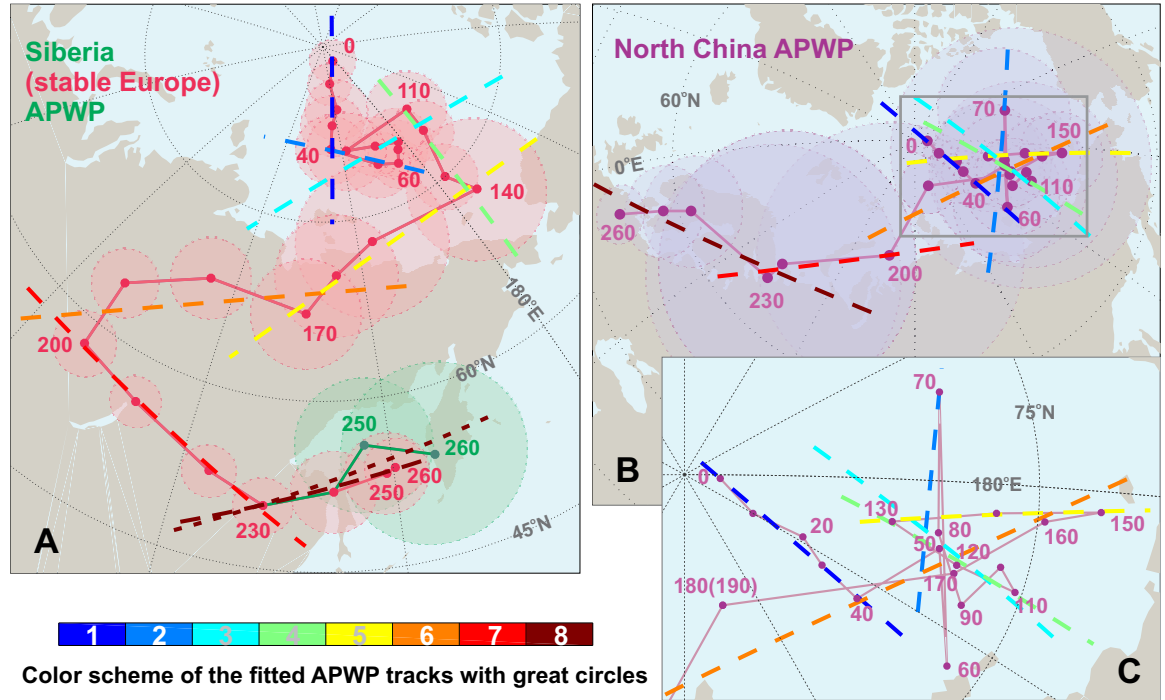 Siberia
(stable Europe)
APWP
0
110
40
60
140
180°E
170
200
60°N
250
260
250
260
230
45°N
A
North China APWP
60°N
0°E
70
150
0
40
110
60
260
200
230
B
70
75°N
0
180°E
130
20
80
150
50
120
160
170
180(190)
40
90
110
60
C
1 2 3 4 5 6 7 8
Color scheme of the fitted APWP tracks with great circles